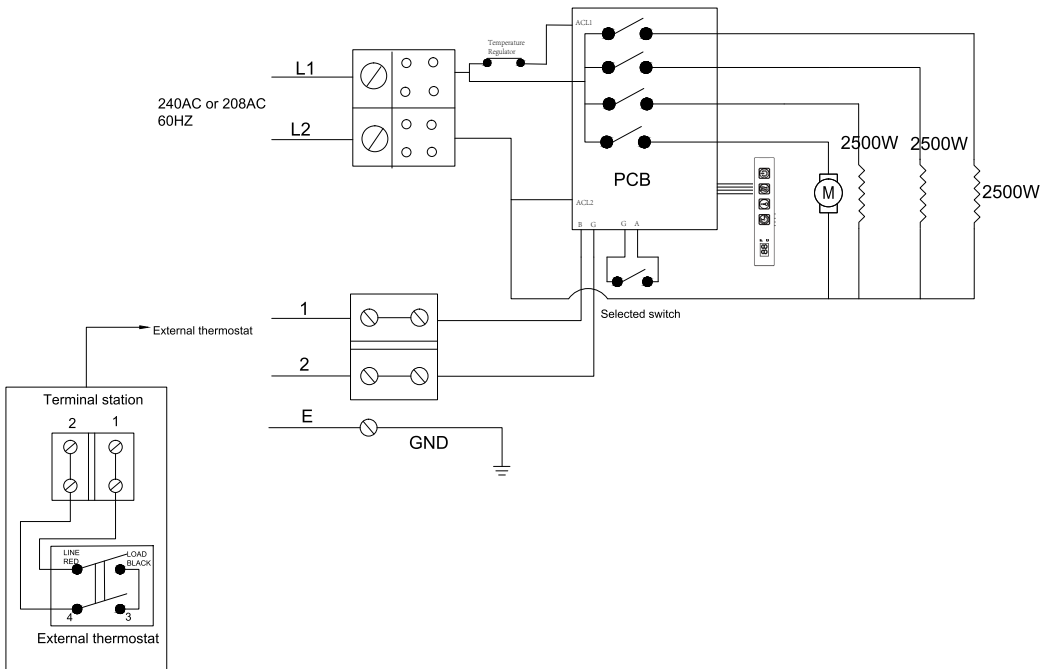 ACL1
Temperature
Regulator
L1
240AC or 208AC
60HZ
L2
2500W
2500W
2500W
PCB
M
ACL2
B
G
G
A
Selected switch
1
External thermostat
2
Terminal station
2
1
E
GND
LINE
RED
LOAD
BLACK
4
3
External thermostat